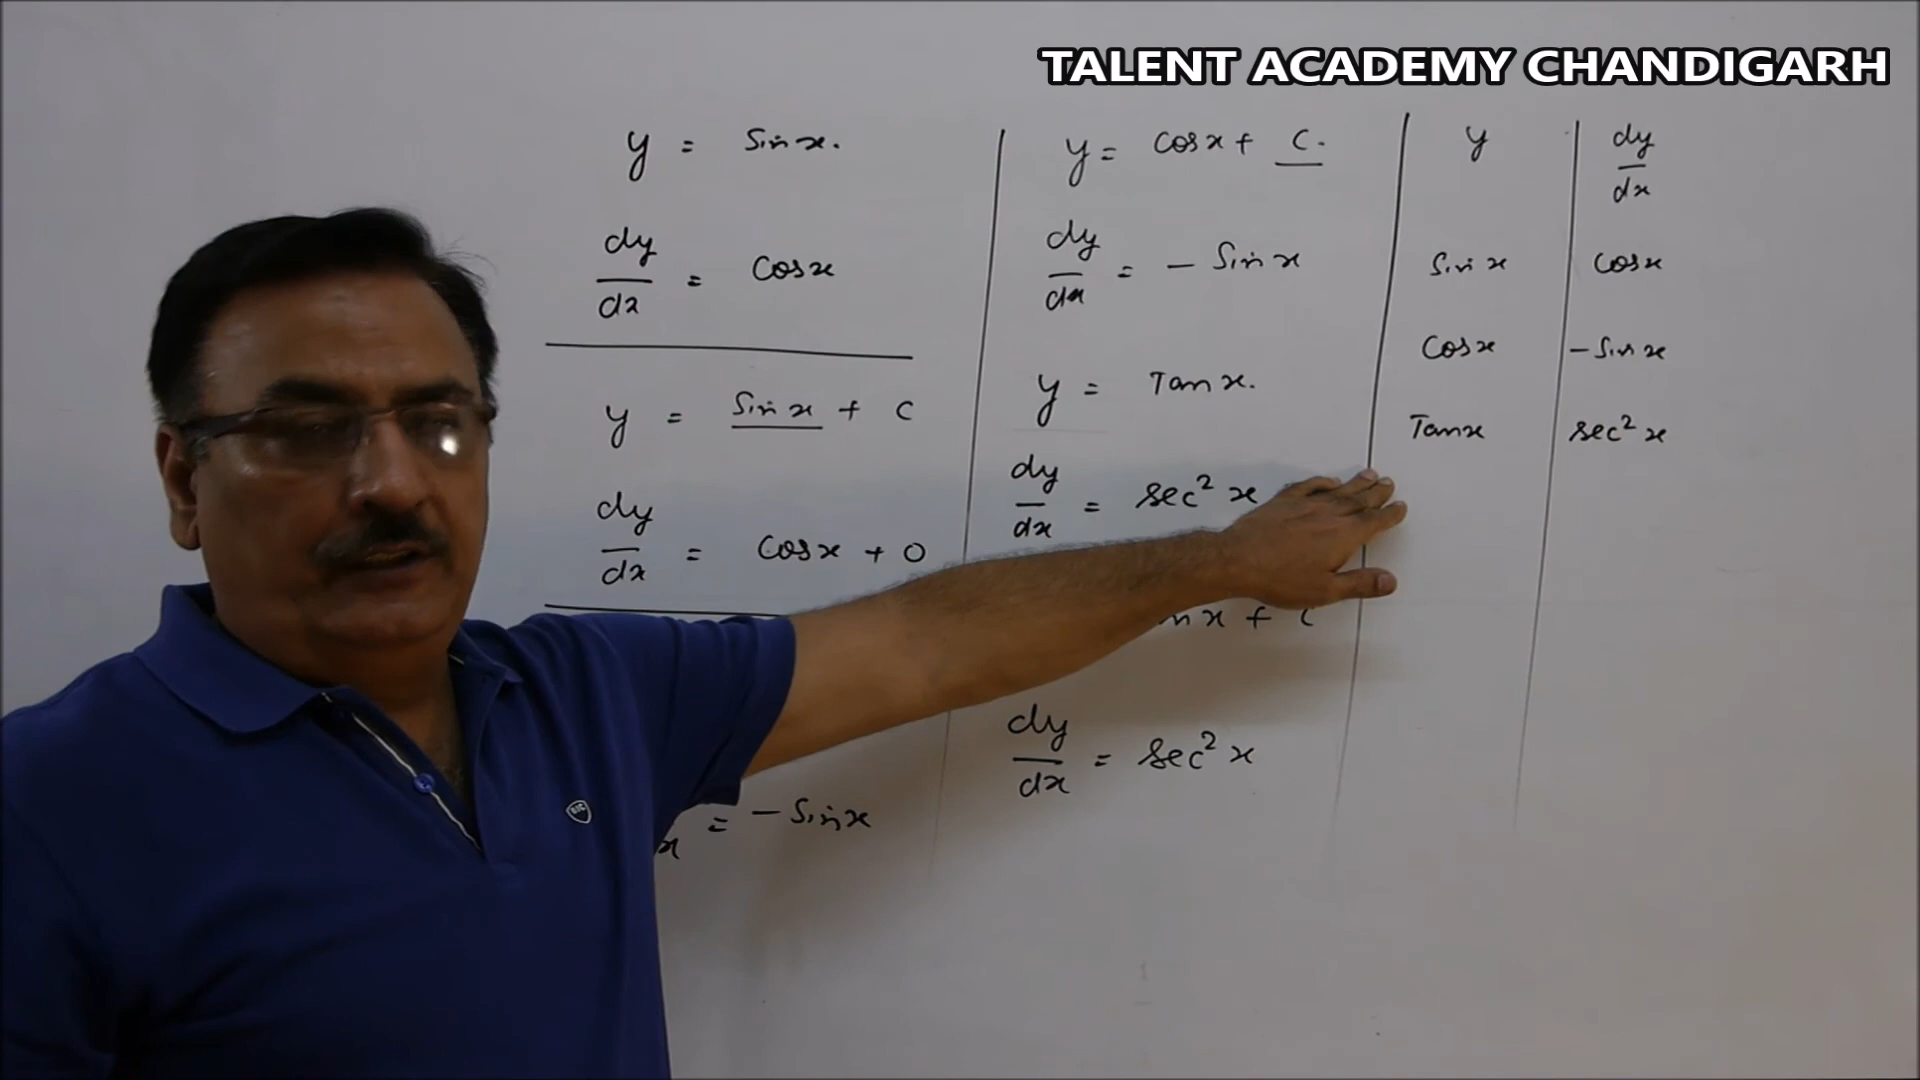 TALENT ACADEMY CHANDIGARH
y = Sin x.
dy/dx = Cos x
y = Sin x + C
dy/dx = Cos x + 0
x = - Sin x
y = Cos x + C.
dy/dx = - Sin x
y = Tan x.
dy/dx = Sec² x
n x + C
dy/dx = Sec² x
y dy/dx
Sin x Cos x
Cos x - Sin x
Tan x Sec² x